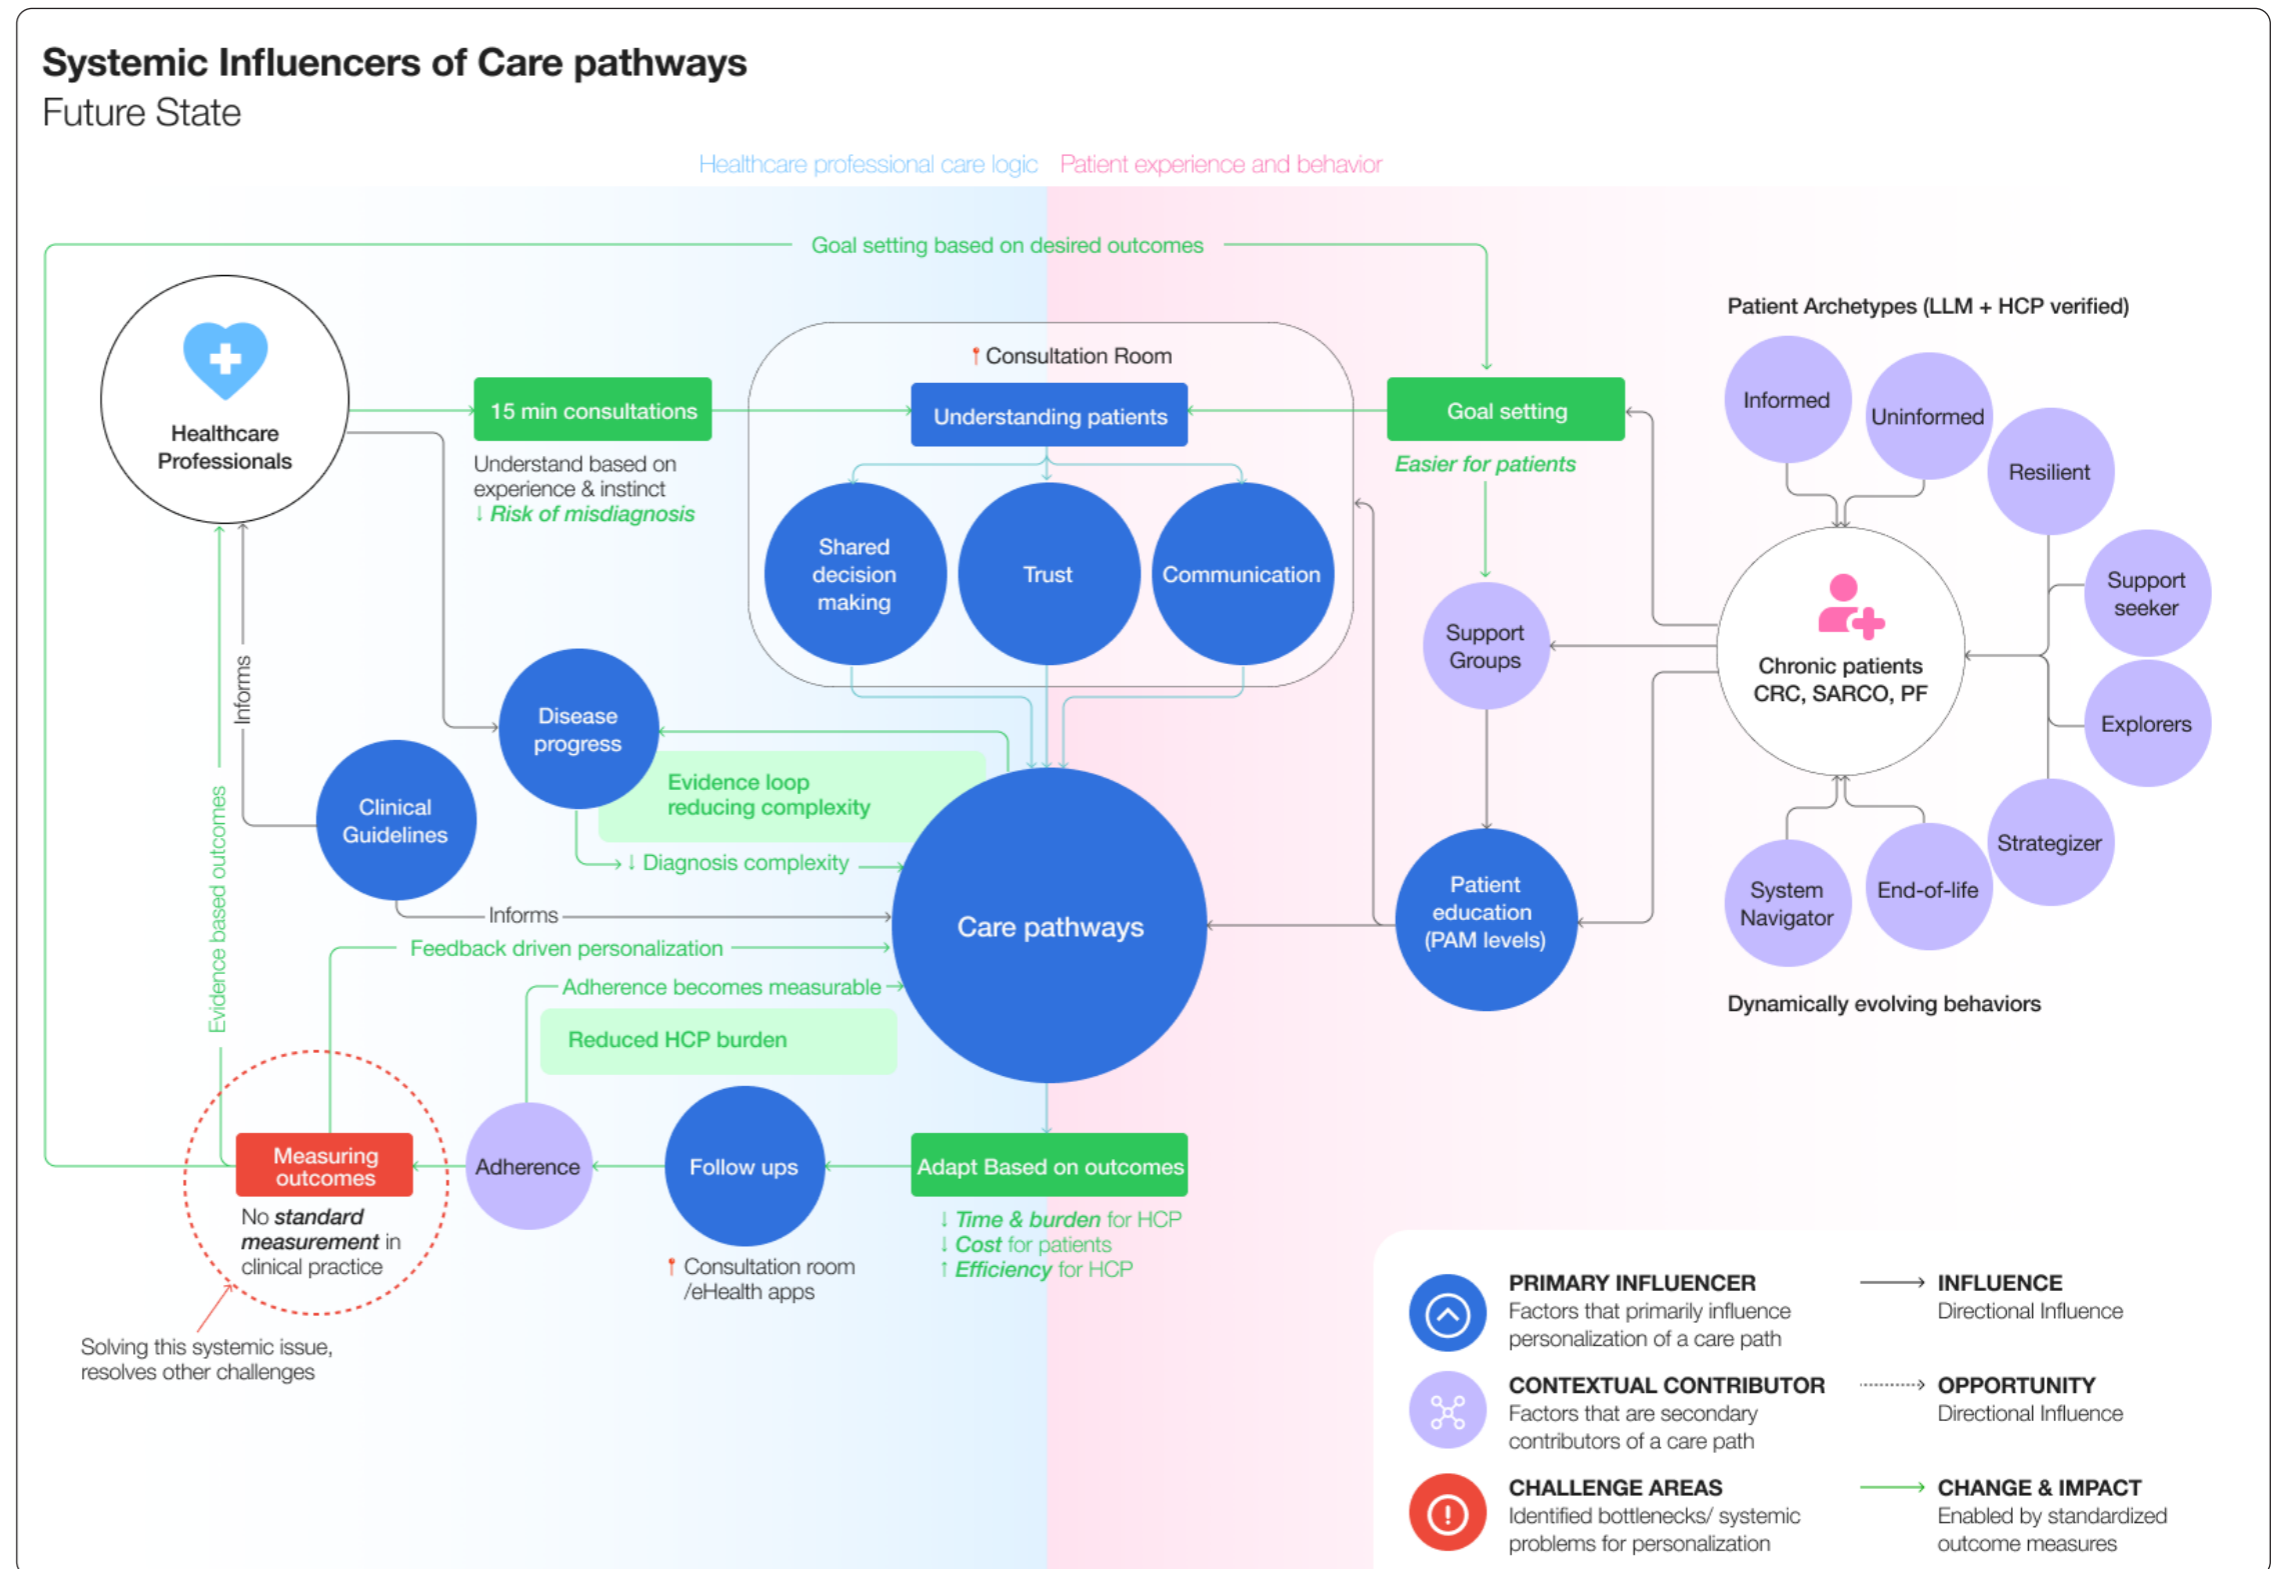 Systemic Influencers of Care pathways
Future State
Healthcare professional care logic
Patient experience and behavior
Goal setting based on desired outcomes
Healthcare
Professionals
15 min consultations
Understand based on
experience & instinct
↓ Risk of misdiagnosis
Consultation Room
Understanding patients
Shared
decision
making
Trust
Communication
Goal setting
Easier for patients
Support
Groups
Patient Archetypes (LLM + HCP verified)
Informed
Uninformed
Resilient
Support
seeker
Explorers
Strategizer
End-of-life
System
Navigator
Chronic patients
CRC, SARCO, PF
Dynamically evolving behaviors
Informs
Evidence based outcomes
Disease
progress
Clinical
Guidelines
Evidence loop
reducing complexity
↓ Diagnosis complexity
Informs
Feedback driven personalization
Adherence becomes measurable
Reduced HCP burden
Care pathways
Patient
education
(PAM levels)
Measuring
outcomes
No standard
measurement in
clinical practice
Solving this systemic issue,
resolves other challenges
Adherence
Follow ups
Consultation room
/eHealth apps
Adapt Based on outcomes
↓ Time & burden for HCP
↓ Cost for patients
↑ Efficiency for HCP
PRIMARY INFLUENCER
Factors that primarily influence
personalization of a care path
CONTEXTUAL CONTRIBUTOR
Factors that are secondary
contributors of a care path
CHALLENGE AREAS
Identified bottlenecks/ systemic
problems for personalization
INFLUENCE
Directional Influence
OPPORTUNITY
Directional Influence
CHANGE & IMPACT
Enabled by standardized
outcome measures